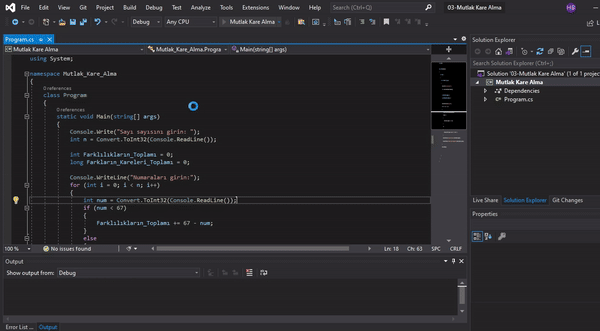 File Edit View Git Project Build Debug Test Analyze Tools Extensions Window Help
Search (Ctrl+Q)
03-Mutlak Kare Alma
HB
Debug
Any CPU
Mutlak Kare Alma
Live Share
Program.cs
Mutlak Kare Alma
Mutlak_Kare_Alma.Progra
Main(string[] args)
using System;
namespace Mutlak_Kare_Alma
{
0 references
class Program
{
0 references
static void Main(string[] args)
{
Console.Write("Sayı sayısını girin: ");
int n = Convert.ToInt32(Console.ReadLine());
int Farklılıkların_Toplamı = 0;
long Farkların_Kareleri_Toplamı = 0;
Console.WriteLine("Numaraları girin:");
for (int i = 0; i < n; i++)
{
int num = Convert.ToInt32(Console.ReadLine());
if (num < 67)
{
Farklılıkların_Toplamı += 67 - num;
}
else
100 %
No issues found
Ln: 18
Ch: 63
SPC
CRLF
Output
Show output from:
Debug
Error List ...
Output
Solution Explorer
Search Solution Explorer (Ctrl+;)
Solution '03-Mutlak Kare Alma' (1 of 1 project)
Mutlak Kare Alma
Dependencies
Program.cs
Live Share
Solution Explorer
Git Changes
Properties